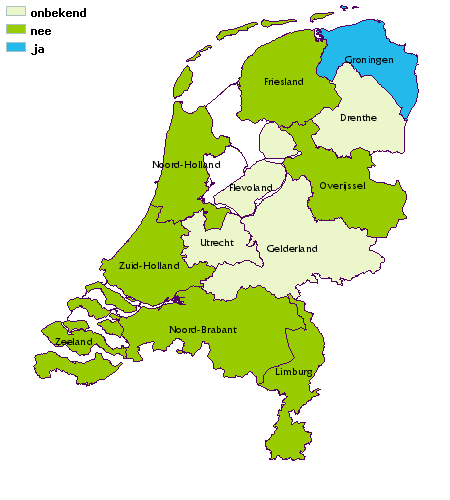 onbekend
nee
ja
Groningen
Friesland
Drenthe
Noord-Holland
Flevoland
Overijssel
Utrecht
Gelderland
Zuid-Holland
Noord-Brabant
Zeeland
Limburg